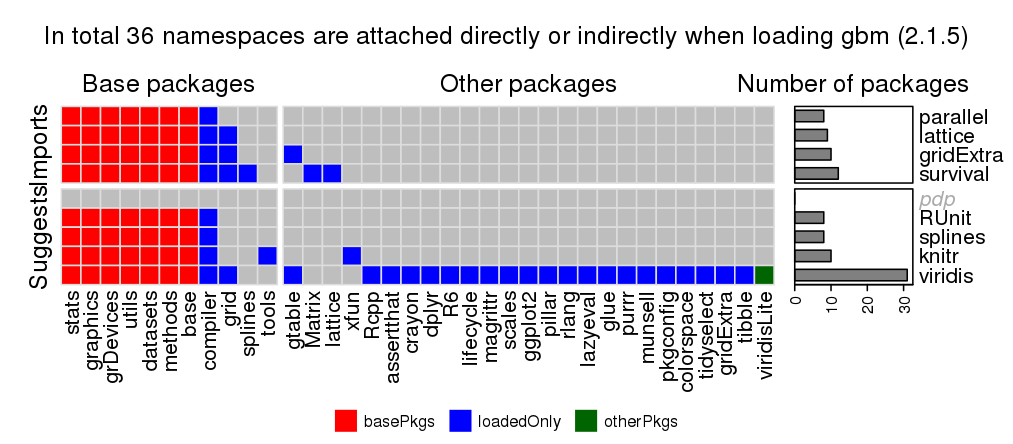 In total 36 namespaces are attached directly or indirectly when loading gbm (2.1.5)
Base packages
Other packages
Number of packages
Imports
Suggests
parallel
lattice
gridExtra
survival
pdp
RUnit
splines
knitr
viridis
0
10
20
30
stats
graphics
grDevices
utils
datasets
methods
base
compiler
grid
splines
tools
gtable
Matrix
lattice
xfun
Rcpp
assertthat
crayon
dplyr
R6
lifecycle
magrittr
scales
ggplot2
pillar
rlang
lazyeval
glue
purrr
munsell
pkgconfig
colorspace
tidyselect
gridExtra
tibble
viridisLite
basePkgs
loadedOnly
otherPkgs